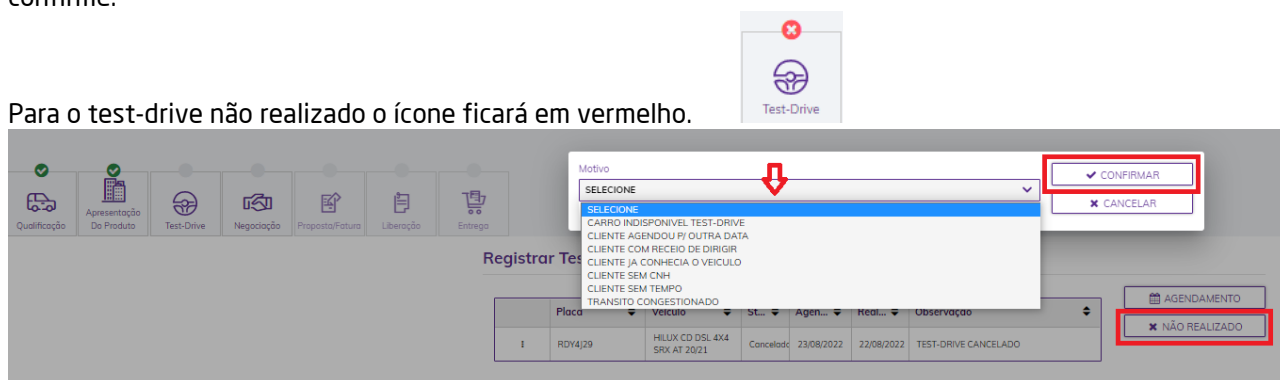 confirme.
Test-Drive
Para o test-drive não realizado o ícone ficará em vermelho.
Qualificação
Apresentação
Do Produto
Test-Drive
Negociação
Proposta/Fatura
Liberação
Entrega
Motivo
SELECIONE
SELECIONE
CARRO INDISPONIVEL TEST-DRIVE
CLIENTE AGENDOU P/ OUTRA DATA
CLIENTE COM RECEIO DE DIRIGIR
CLIENTE JA CONHECIA O VEICULO
CLIENTE SEM CNH
CLIENTE SEM TEMPO
TRANSITO CONGESTIONADO
CONFIRMAR
CANCELAR
Registrar Tes
AGENDAMENTO
NÃO REALIZADO
Placa Veículo St... Agen... Real... Observação
RDY4J29 HILUX CD DSL 4X4 Cancelado 23/08/2022 22/08/2022 TEST-DRIVE CANCELADO
SRX AT 20/21